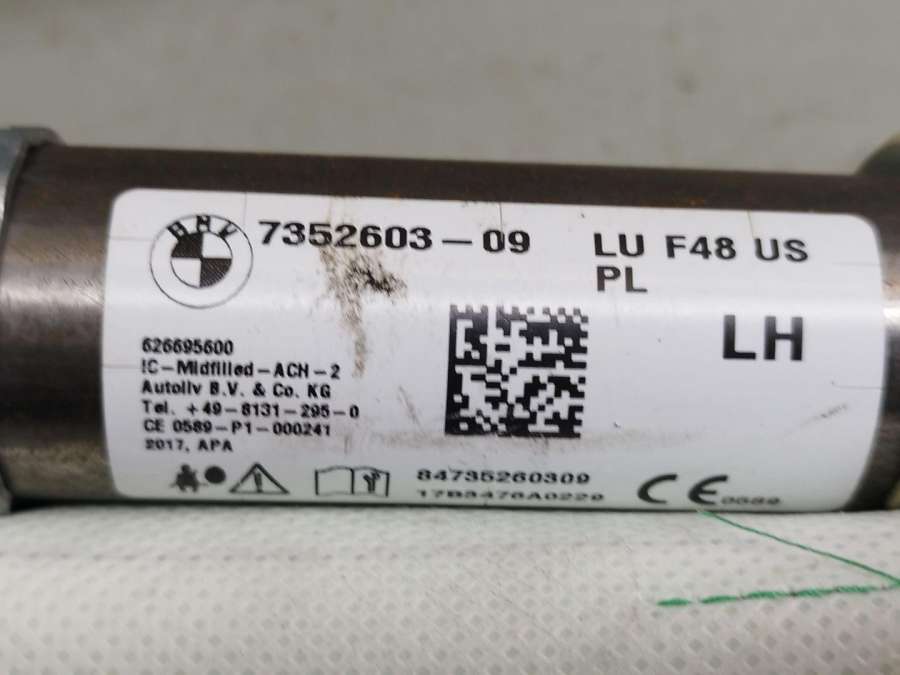 BMW 7352603-09 LU F48 US
PL
LH
626695600
IC-Midfilled-ACH-2
Autoliv B.V. & Co. KG
Tel. +49-8131-295-0
CE 0589-P1-000241
2017, APA
84735260309
17B3476A0229
CE 0589